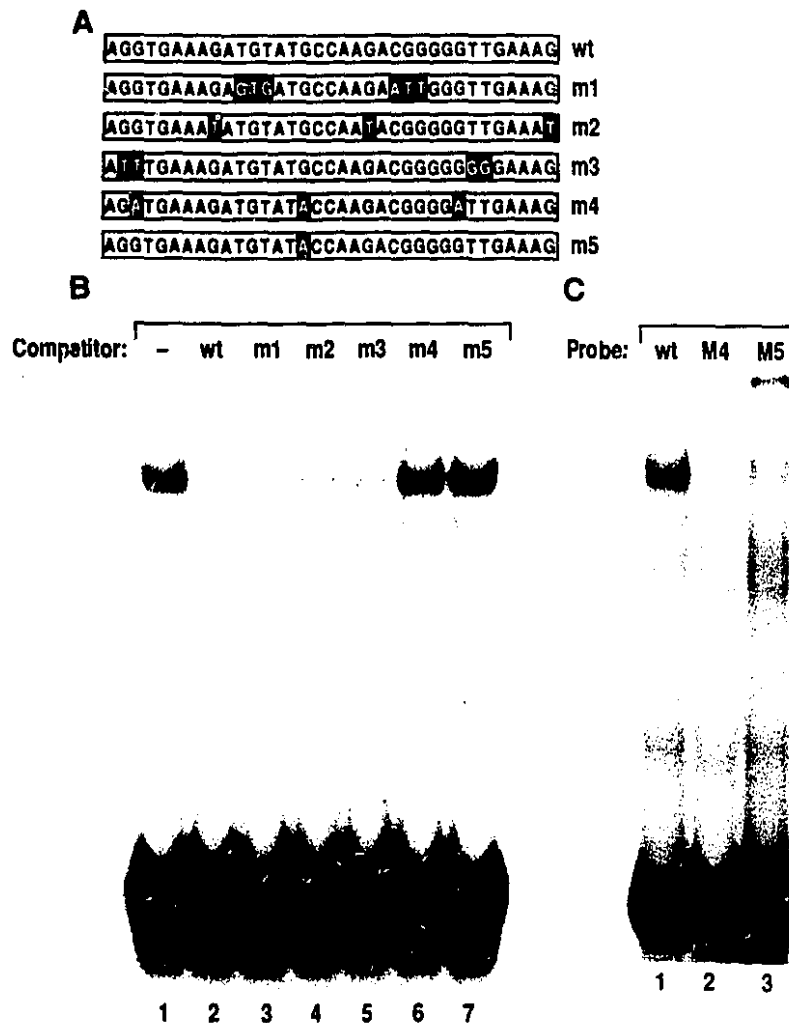 A
AGGTGAAAGATGTATGCCAAGACGGGGGTTGAAAG wt
AGGTGAAAGAGTGATGCCAAGAATTGGGTTGAAAG m1
AGGTGAAATATGTATGCCAATACGGGGGTTGAAAT m2
ATTTGAAAGATGTATGCCAAGACGGGGGGGGAAAG m3
AGATGAAAGATGTATACCAAGACGGGGATTGAAAG m4
AGGTGAAAGATGTATACCAAGACGGGGGTTGAAAG m5
B
Competitor: – wt m1 m2 m3 m4 m5
1 2 3 4 5 6 7
C
Probe: wt M4 M5
1 2 3